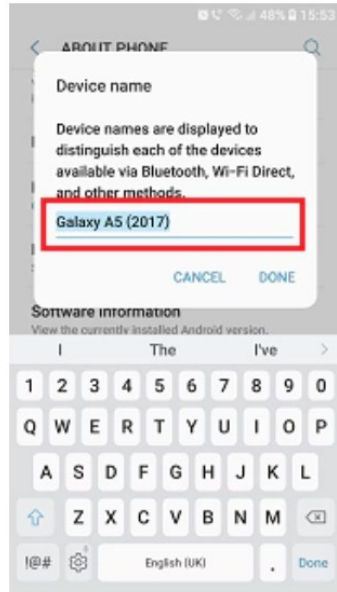 48% 15:53
ABOUT PHONE
Device name
Device names are displayed to
distinguish each of the devices
available via Bluetooth, Wi-Fi Direct,
and other methods.
Galaxy A5 (2017)
CANCEL DONE
Software information
View the currently installed Android version.
I The I've
1 2 3 4 5 6 7 8 9 0
Q W E R T Y U I O P
A S D F G H J K L
Z X C V B N M
!@# English (UK) . Done